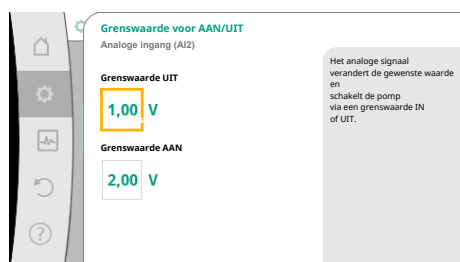 Grenswaarde voor AAN/UIT
Analoge ingang (AI2)
Grenswaarde UIT
1,00 V
Grenswaarde AAN
2,00 V
Het analoge signaal
verandert de gewenste waarde
en
schakelt de pomp
via een grenswaarde IN
of UIT.
?